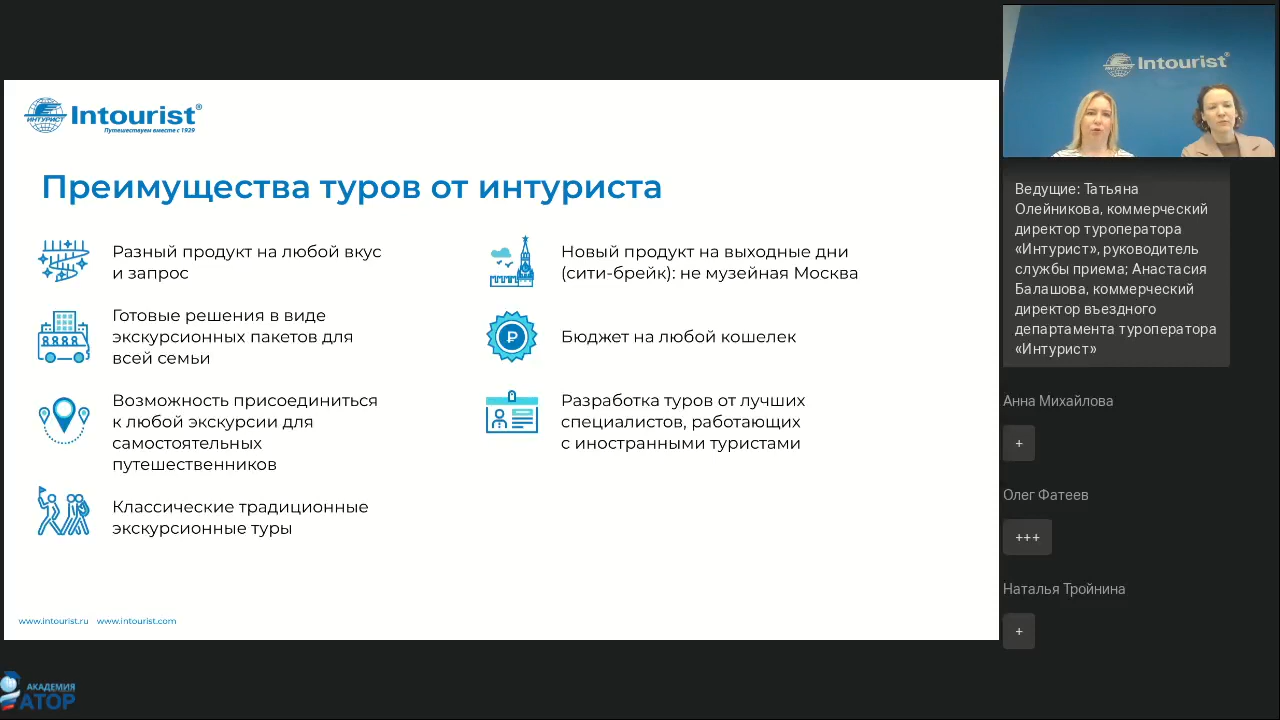 ИНТУРИСТ Intourist®
Путешествуем вместе с 1929
Преимущества туров от интуриста
Разный продукт на любой вкус
и запрос
Готовые решения в виде
экскурсионных пакетов для
всей семьи
Возможность присоединиться
к любой экскурсии для
самостоятельных
путешественников
Классические традиционные
экскурсионные туры
Новый продукт на выходные дни
(сити-брейк): не музейная Москва
₽
Бюджет на любой кошелек
Разработка туров от лучших
специалистов, работающих
с иностранными туристами
www.intourist.ru www.intourist.com
АКАДЕМИЯ
АТОР
ИНТУРИСТ Intourist®
Ведущие: Татьяна
Олейникова, коммерческий
директор туроператора
«Интурист», руководитель
службы приема; Анастасия
Балашова, коммерческий
директор въездного
департамента туроператора
«Интурист»
Анна Михайлова
+
Олег Фатеев
+++
Наталья Тройнина
+